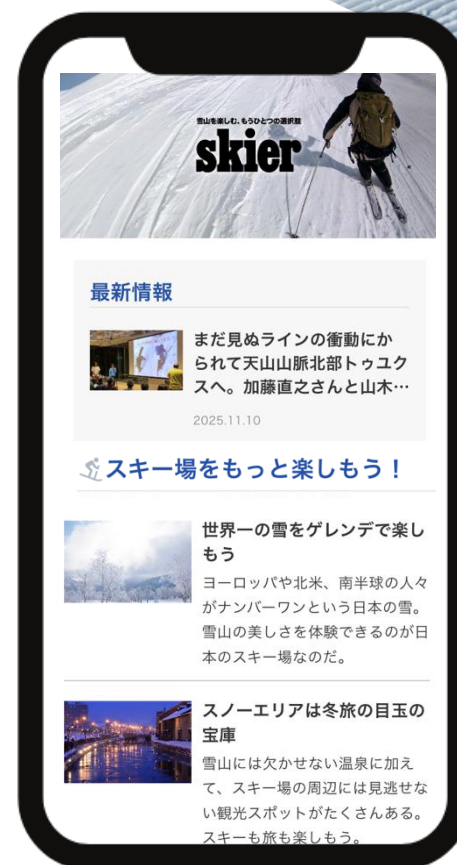 雪山を楽しむ、もうひとつの選択肢
skier
最新情報
まだ見ぬラインの衝動にか
られて天山山脈北部トゥユク
スへ。加藤直之さんと山木…
2025.11.10
スキー場をもっと楽しもう！
世界一の雪をゲレンデで楽し
もう
ヨーロッパや北米、南半球の人々
がナンバーワンという日本の雪。
雪山の美しさを体験できるのが日
本のスキー場なのだ。
スノーエリアは冬旅の目玉の
宝庫
雪山には欠かせない温泉に加え
て、スキー場の周辺には見逃せな
い観光スポットがたくさんある。
スキーも旅も楽しもう。